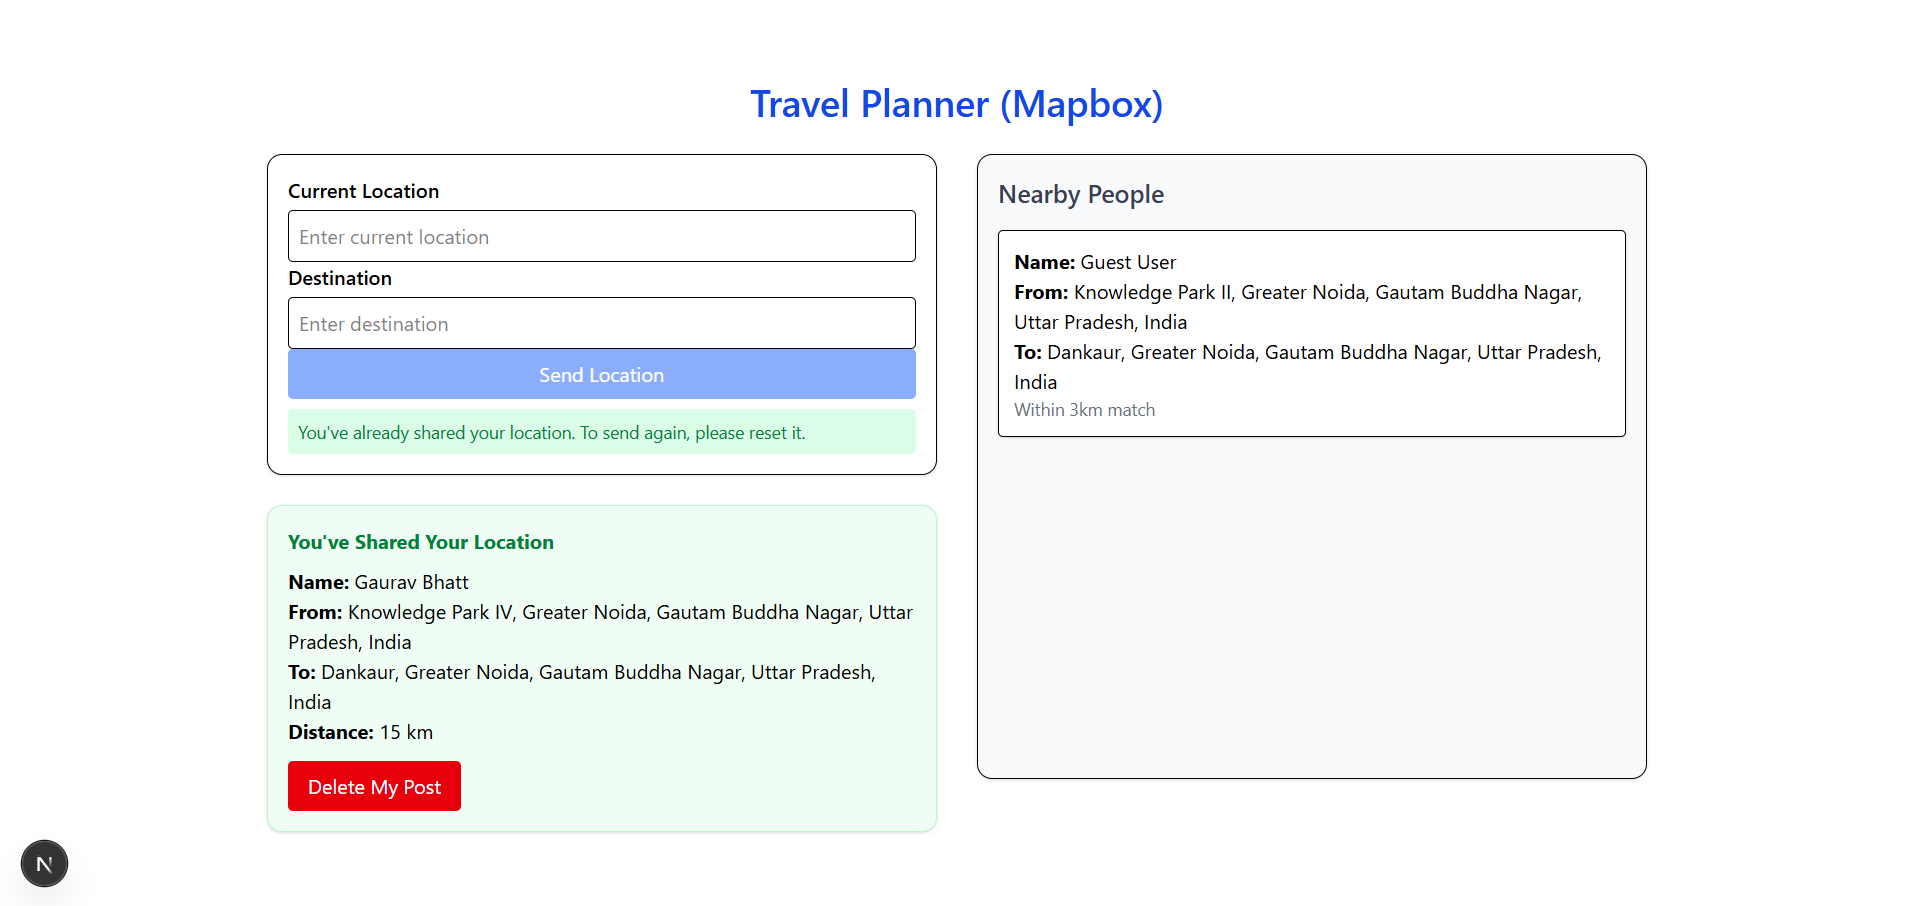 Travel Planner (Mapbox)
Current Location
Enter current location
Destination
Enter destination
Send Location
You've already shared your location. To send again, please reset it.
You've Shared Your Location
Name: Gaurav Bhatt
From: Knowledge Park IV, Greater Noida, Gautam Buddha Nagar, Uttar
Pradesh, India
To: Dankaur, Greater Noida, Gautam Buddha Nagar, Uttar Pradesh,
India
Distance: 15 km
Delete My Post
Nearby People
Name: Guest User
From: Knowledge Park II, Greater Noida, Gautam Buddha Nagar,
Uttar Pradesh, India
To: Dankaur, Greater Noida, Gautam Buddha Nagar, Uttar Pradesh,
India
Within 3km match
N